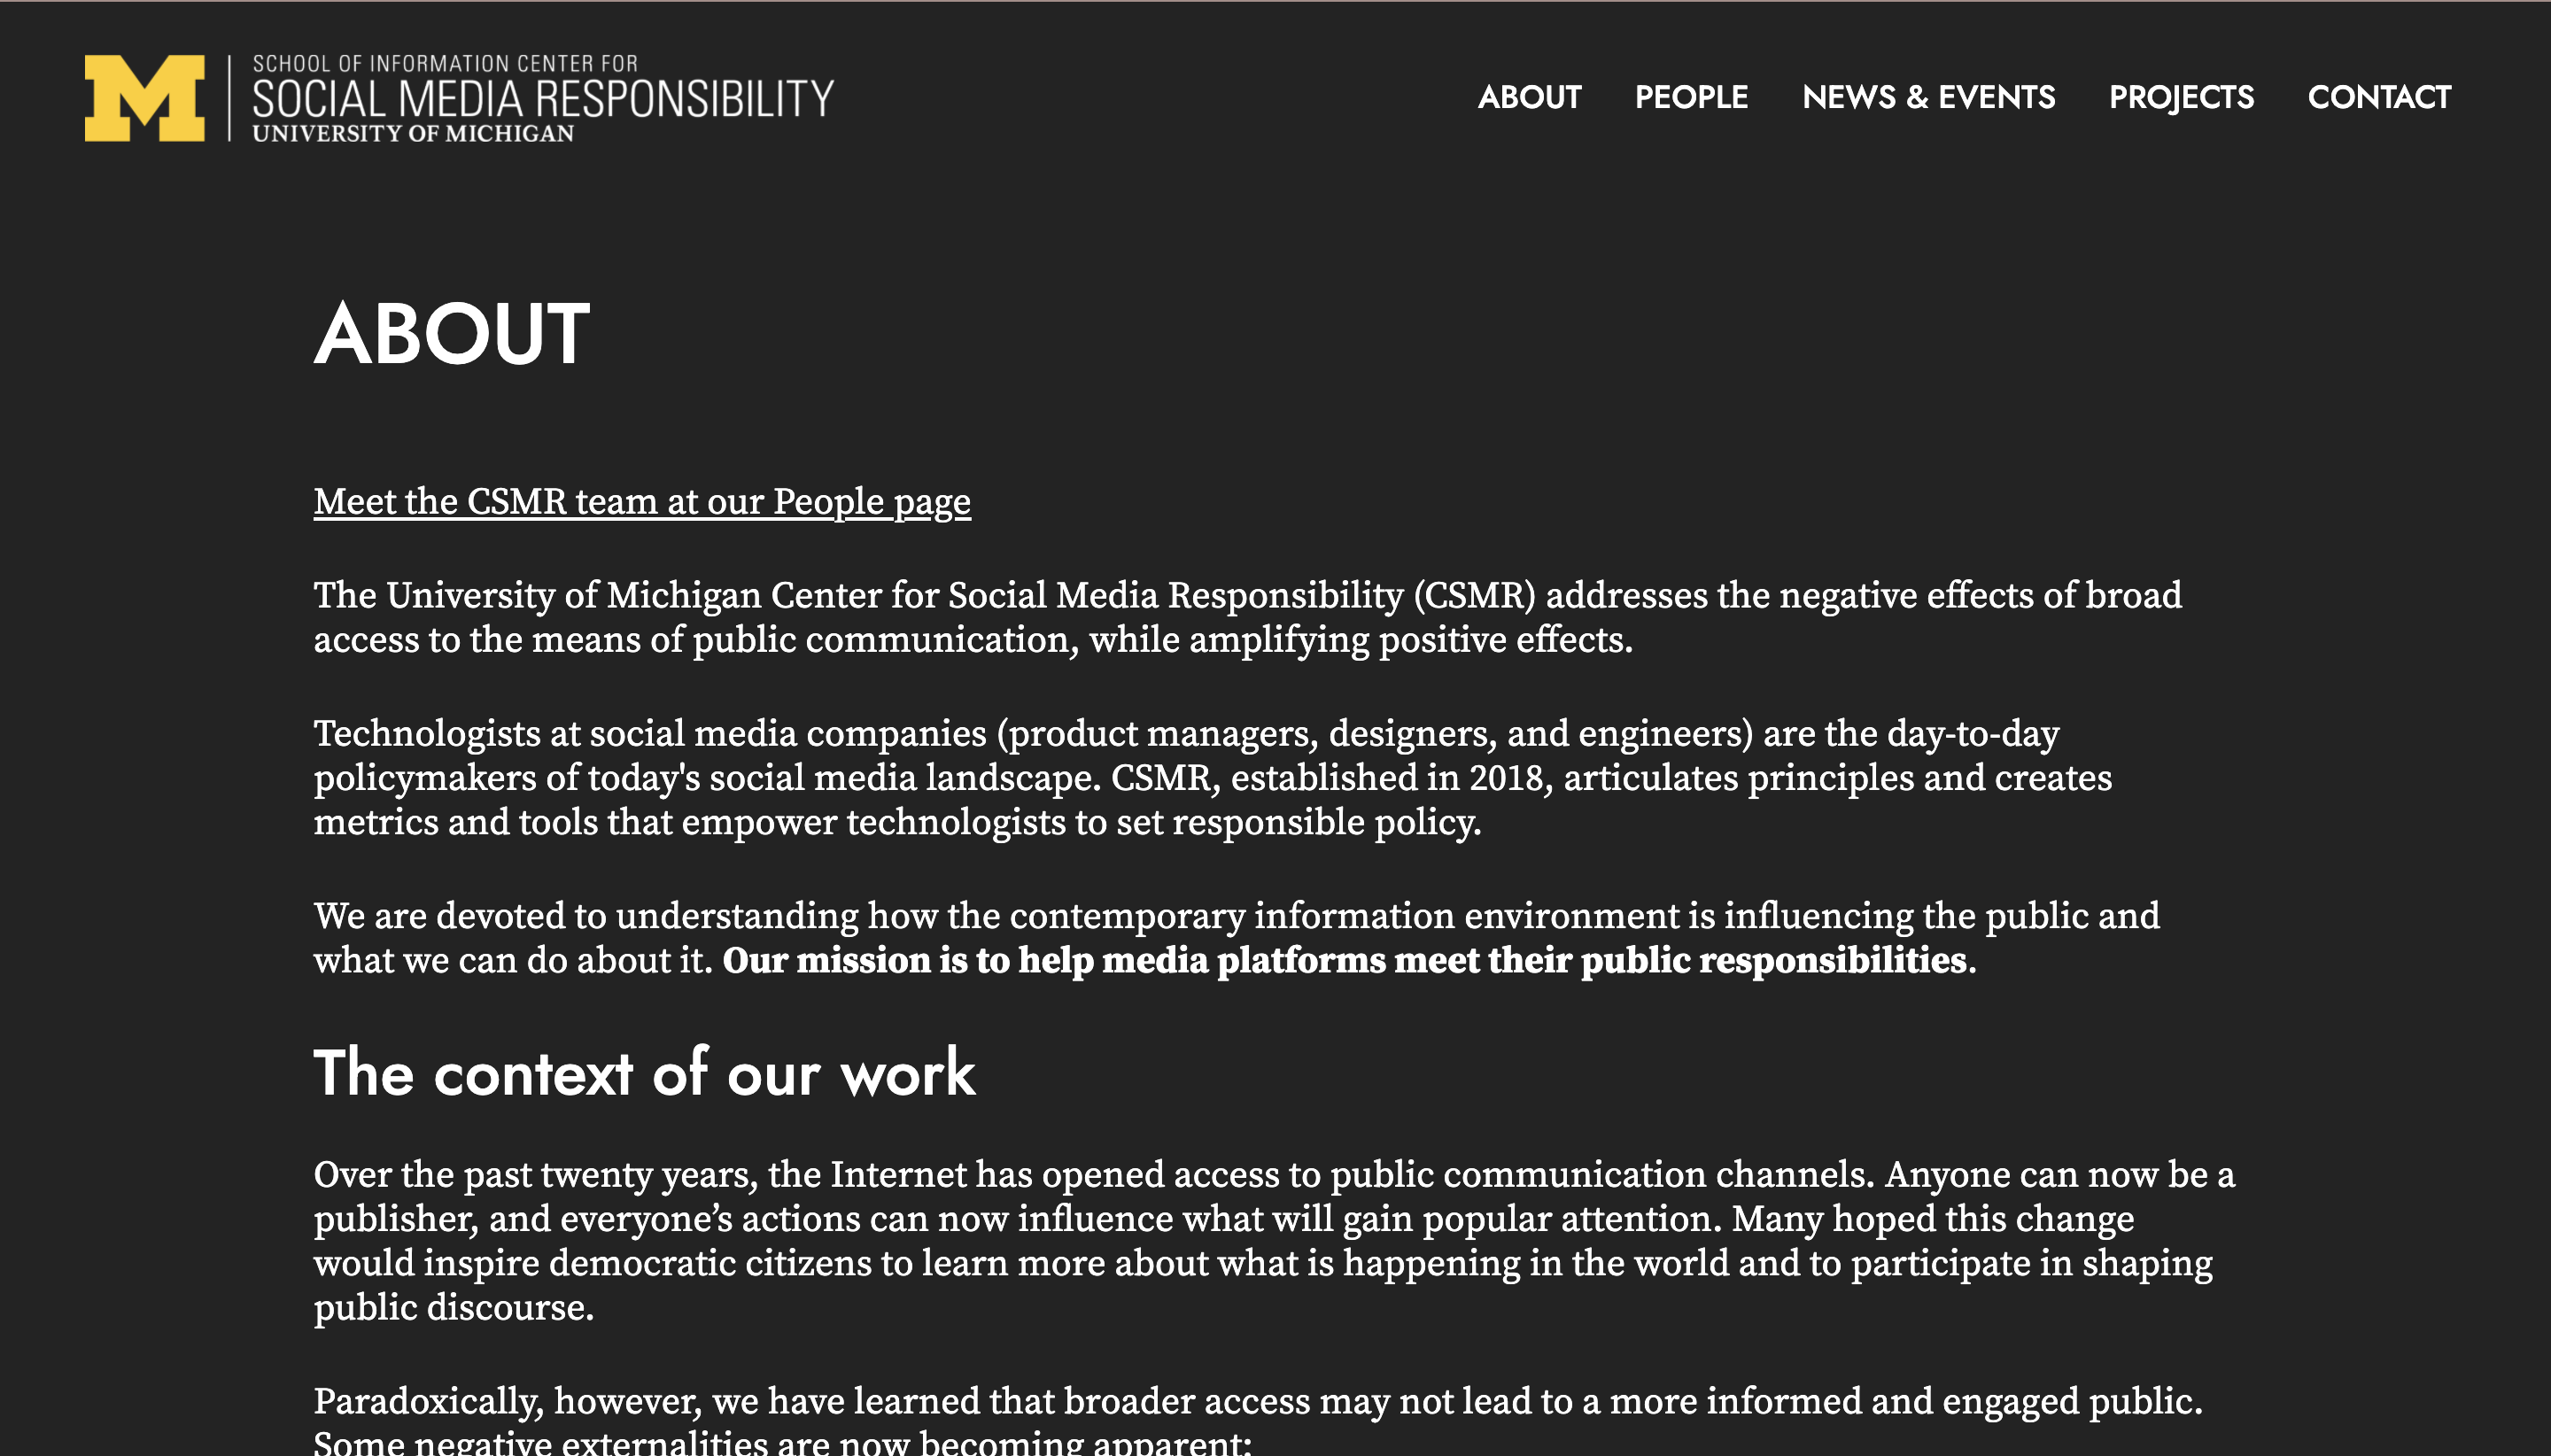 SCHOOL OF INFORMATION CENTER FOR
SOCIAL MEDIA RESPONSIBILITY
UNIVERSITY OF MICHIGAN
ABOUT PEOPLE NEWS & EVENTS PROJECTS CONTACT
ABOUT
Meet the CSMR team at our People page
The University of Michigan Center for Social Media Responsibility (CSMR) addresses the negative effects of broad
access to the means of public communication, while amplifying positive effects.
Technologists at social media companies (product managers, designers, and engineers) are the day-to-day
policymakers of today's social media landscape. CSMR, established in 2018, articulates principles and creates
metrics and tools that empower technologists to set responsible policy.
We are devoted to understanding how the contemporary information environment is influencing the public and
what we can do about it. Our mission is to help media platforms meet their public responsibilities.
The context of our work
Over the past twenty years, the Internet has opened access to public communication channels. Anyone can now be a
publisher, and everyone’s actions can now influence what will gain popular attention. Many hoped this change
would inspire democratic citizens to learn more about what is happening in the world and to participate in shaping
public discourse.
Paradoxically, however, we have learned that broader access may not lead to a more informed and engaged public.
Some negative externalities are now becoming apparent: